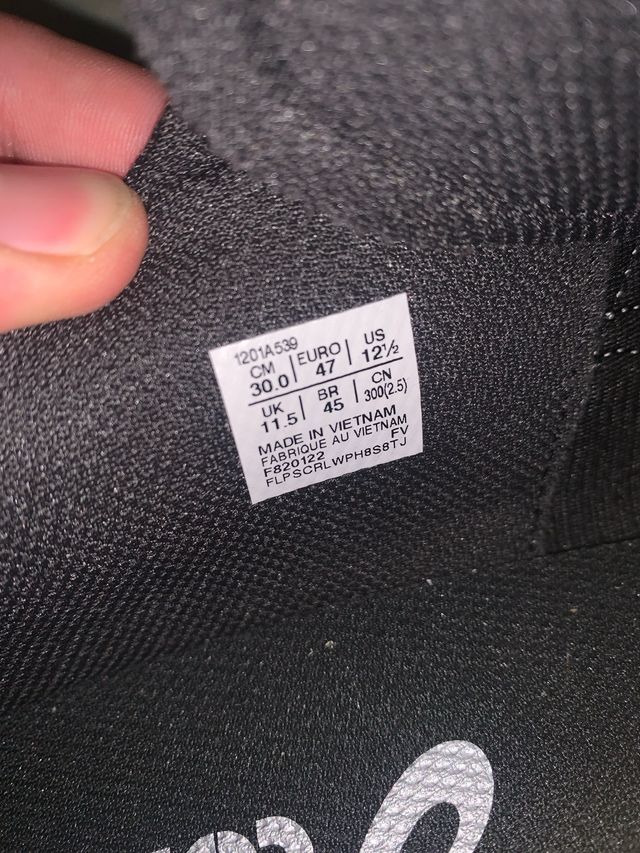 1201A539
CM 30.0 | EURO 47 | US 12½
UK 11.5 | BR 45 | CN 300(2.5)
MADE IN VIETNAM
FABRIQUE AU VIETNAM
F820122 FV
FLPSCRLWPH8S8TJ